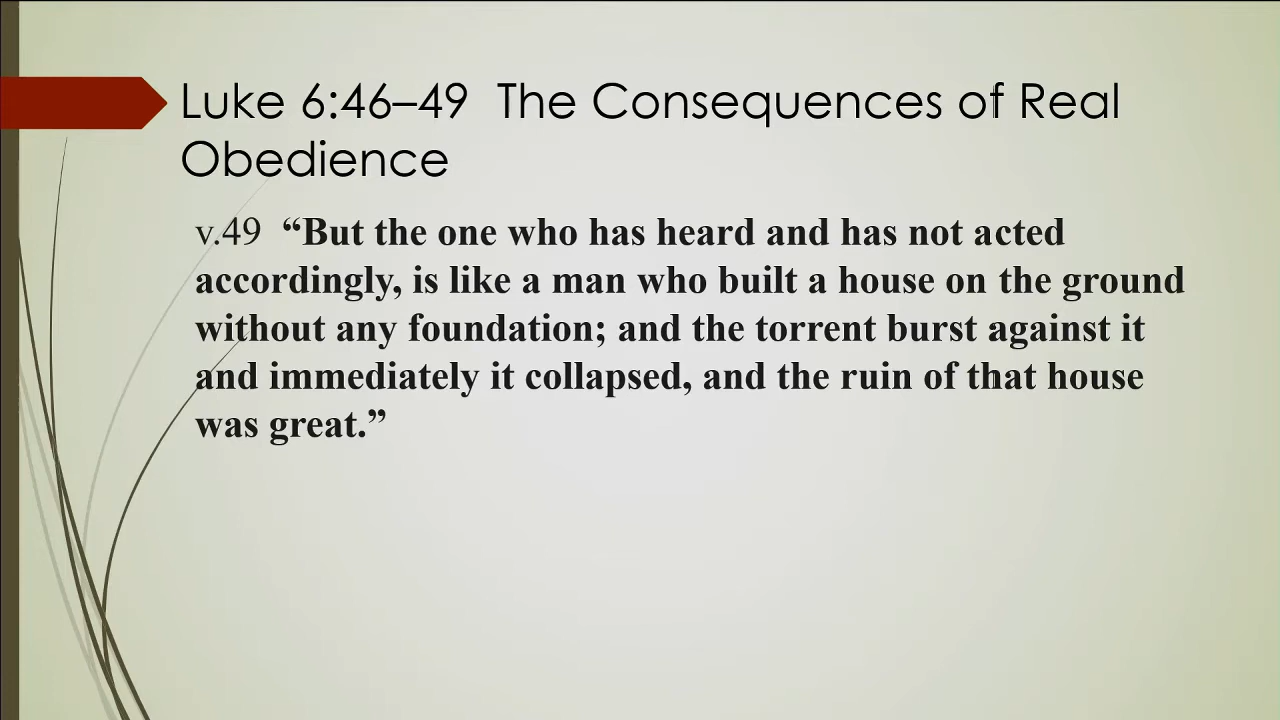 Luke 6:46–49  The Consequences of Real
Obedience
v.49  “But the one who has heard and has not acted
accordingly, is like a man who built a house on the ground
without any foundation; and the torrent burst against it
and immediately it collapsed, and the ruin of that house
was great.”